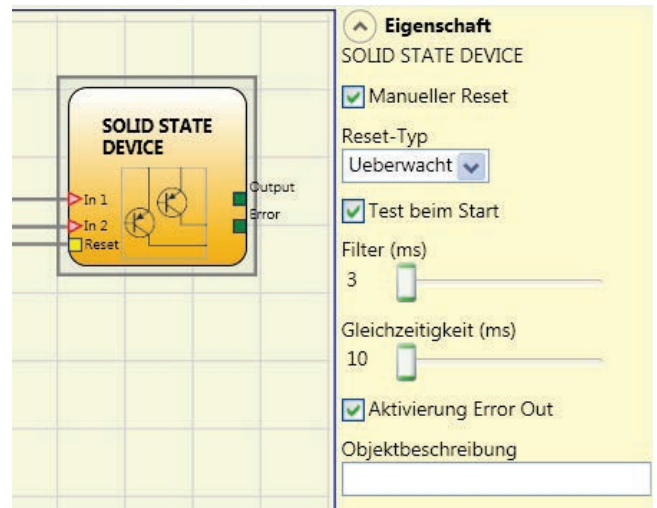 SOLID STATE
DEVICE
In 1
In 2
Reset
Output
Error
Eigenschaft
SOLID STATE DEVICE
Manueller Reset
Reset-Typ
Ueberwacht
Test beim Start
Filter (ms)
3
Gleichzeitigkeit (ms)
10
Aktivierung Error Out
Objektbeschreibung